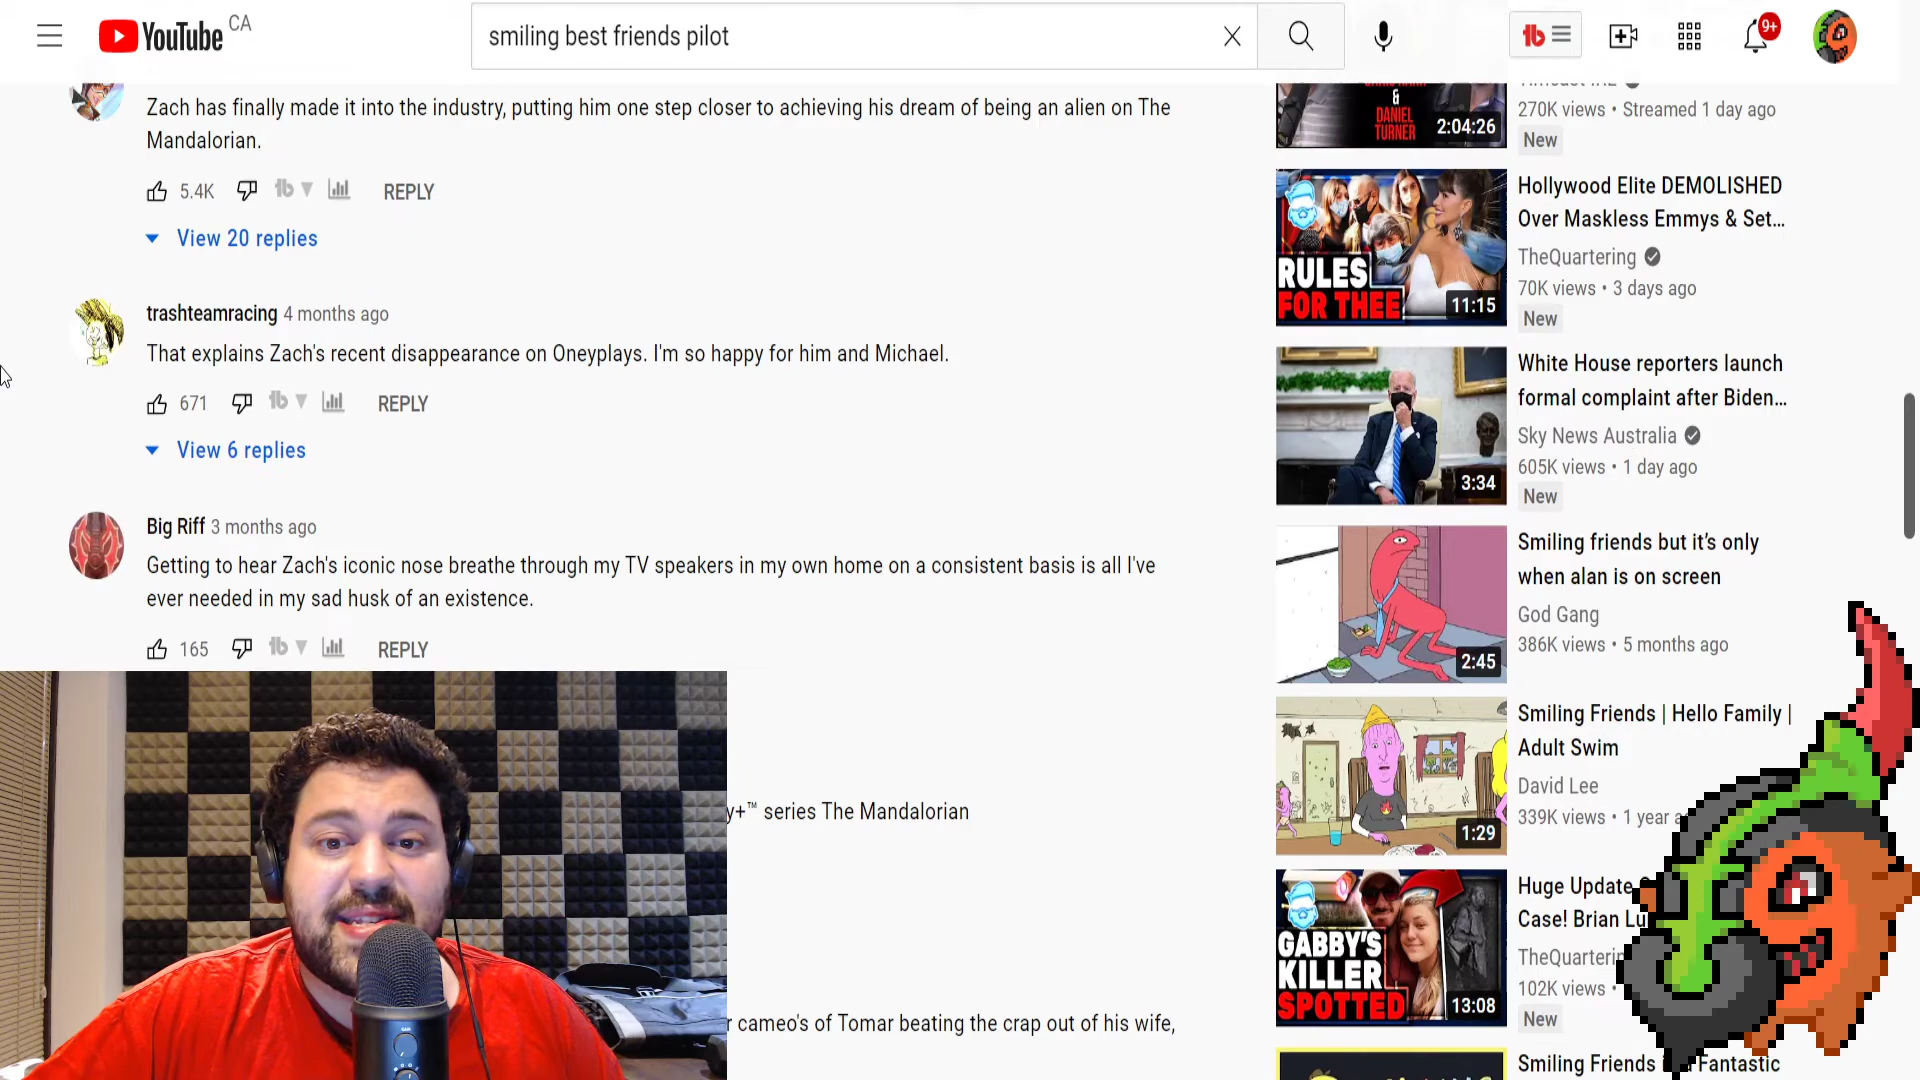 YouTube CA
smiling best friends pilot
9+
Zach has finally made it into the industry, putting him one step closer to achieving his dream of being an alien on The
Mandalorian.
5.4K
REPLY
View 20 replies
trashteamracing 4 months ago
That explains Zach's recent disappearance on Oneyplays. I'm so happy for him and Michael.
671
REPLY
View 6 replies
Big Riff 3 months ago
Getting to hear Zach's iconic nose breathe through my TV speakers in my own home on a consistent basis is all I've
ever needed in my sad husk of an existence.
165
REPLY
y+™ series The Mandalorian
r cameo's of Tomar beating the crap out of his wife,
&
DANIEL
TURNER
2:04:26
270K views • Streamed 1 day ago
New
RULES
FOR THEE
11:15
Hollywood Elite DEMOLISHED
Over Maskless Emmys & Set...
TheQuartering
70K views • 3 days ago
New
3:34
White House reporters launch
formal complaint after Biden...
Sky News Australia
605K views • 1 day ago
New
2:45
Smiling friends but it’s only
when alan is on screen
God Gang
386K views • 5 months ago
1:29
Smiling Friends | Hello Family |
Adult Swim
David Lee
339K views • 1 year
GABBY'S
KILLER
SPOTTED
13:08
Huge Update
Case! Brian Lu
TheQuarterin
102K views •
New
Smiling Friends
Fantastic